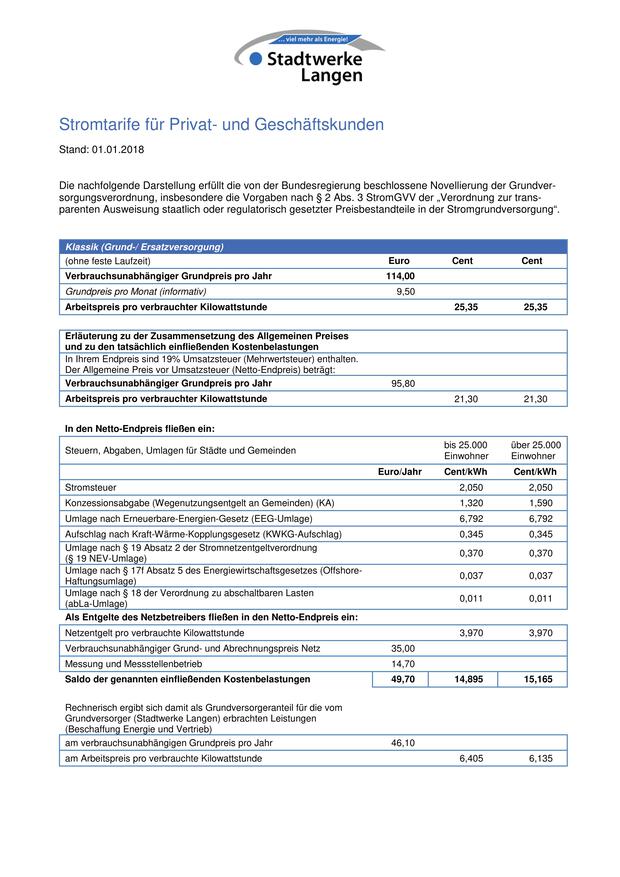 ... viel mehr als Energie!
Stadtwerke
Langen
Stromtarife für Privat- und Geschäftskunden
Stand: 01.01.2018
Die nachfolgende Darstellung erfüllt die von der Bundesregierung beschlossene Novellierung der Grundver-
sorgungsverordnung, insbesondere die Vorgaben nach § 2 Abs. 3 StromGVV der „Verordnung zur trans-
parenten Ausweisung staatlich oder regulatorisch gesetzter Preisbestandteile in der Stromgrundversorgung“.
Klassik (Grund-/ Ersatzversorgung)
(ohne feste Laufzeit) Euro Cent Cent
Verbrauchsunabhängiger Grundpreis pro Jahr 114,00
Grundpreis pro Monat (informativ) 9,50
Arbeitspreis pro verbrauchter Kilowattstunde 25,35 25,35
Erläuterung zu der Zusammensetzung des Allgemeinen Preises
und zu den tatsächlich einfließenden Kostenbelastungen
In Ihrem Endpreis sind 19% Umsatzsteuer (Mehrwertsteuer) enthalten.
Der Allgemeine Preis vor Umsatzsteuer (Netto-Endpreis) beträgt:
Verbrauchsunabhängiger Grundpreis pro Jahr 95,80
Arbeitspreis pro verbrauchter Kilowattstunde 21,30 21,30
In den Netto-Endpreis fließen ein:
Steuern, Abgaben, Umlagen für Städte und Gemeinden bis 25.000 Einwohner über 25.000 Einwohner
Euro/Jahr Cent/kWh Cent/kWh
Stromsteuer 2,050 2,050
Konzessionsabgabe (Wegenutzungsentgelt an Gemeinden) (KA) 1,320 1,590
Umlage nach Erneuerbare-Energien-Gesetz (EEG-Umlage) 6,792 6,792
Aufschlag nach Kraft-Wärme-Kopplungsgesetz (KWKG-Aufschlag) 0,345 0,345
Umlage nach § 19 Absatz 2 der Stromnetzentgeltverordnung
(§ 19 NEV-Umlage) 0,370 0,370
Umlage nach § 17f Absatz 5 des Energiewirtschaftsgesetzes (Offshore-
Haftungsumlage) 0,037 0,037
Umlage nach § 18 der Verordnung zu abschaltbaren Lasten
(abLa-Umlage) 0,011 0,011
Als Entgelte des Netzbetreibers fließen in den Netto-Endpreis ein:
Netzentgelt pro verbrauchte Kilowattstunde 3,970 3,970
Verbrauchsunabhängiger Grund- und Abrechnungspreis Netz 35,00
Messung und Messstellenbetrieb 14,70
Saldo der genannten einfließenden Kostenbelastungen 49,70 14,895 15,165
Rechnerisch ergibt sich damit als Grundversorgeranteil für die vom
Grundversorger (Stadtwerke Langen) erbrachten Leistungen
(Beschaffung Energie und Vertrieb)
am verbrauchsunabhängigen Grundpreis pro Jahr 46,10
am Arbeitspreis pro verbrauchte Kilowattstunde 6,405 6,135